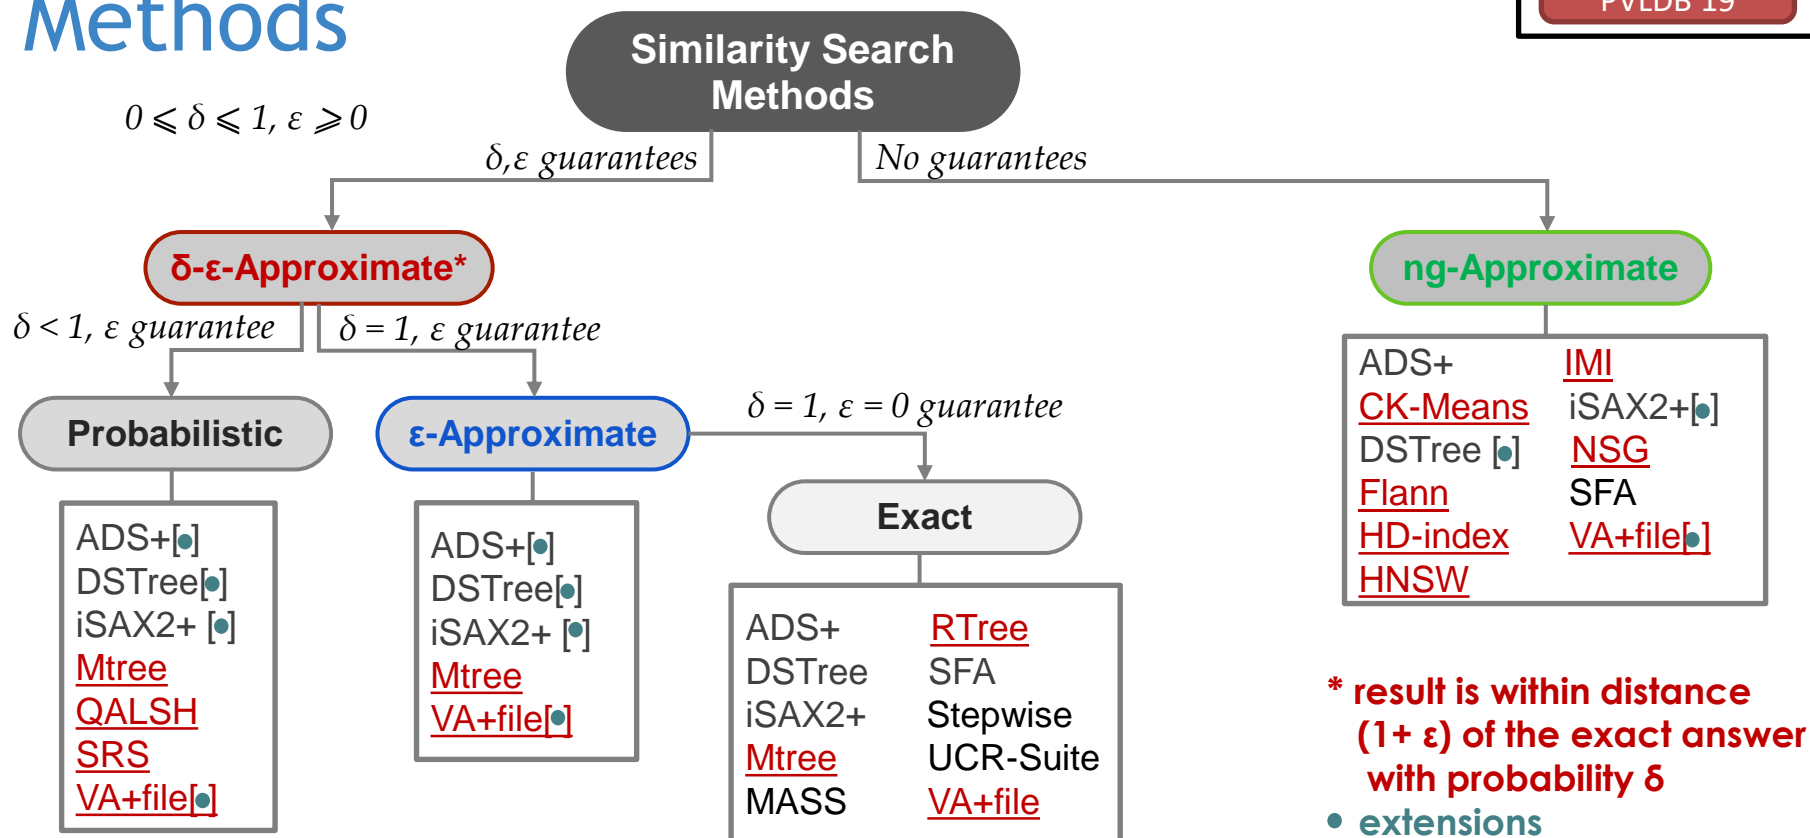 Methods
PVLDB 19
Similarity Search
Methods
0 ⩽ δ ⩽ 1, ε ⩾ 0
δ,ε guarantees
No guarantees
δ-ε-Approximate*
ng-Approximate
δ < 1, ε guarantee
δ = 1, ε guarantee
Probabilistic
ε-Approximate
δ = 1, ε = 0 guarantee
Exact
ADS+[•]
DSTree[•]
iSAX2+ [•]
Mtree
QALSH
SRS
VA+file[•]
ADS+[•]
DSTree[•]
iSAX2+ [•]
Mtree
VA+file[•]
ADS+
DSTree
iSAX2+
Mtree
MASS
RTree
SFA
Stepwise
UCR-Suite
VA+file
ADS+
CK-Means
DSTree [•]
Flann
HD-index
HNSW
IMI
iSAX2+[•]
NSG
SFA
VA+file[•]
* result is within distance
(1+ ε) of the exact answer
with probability δ
• extensions